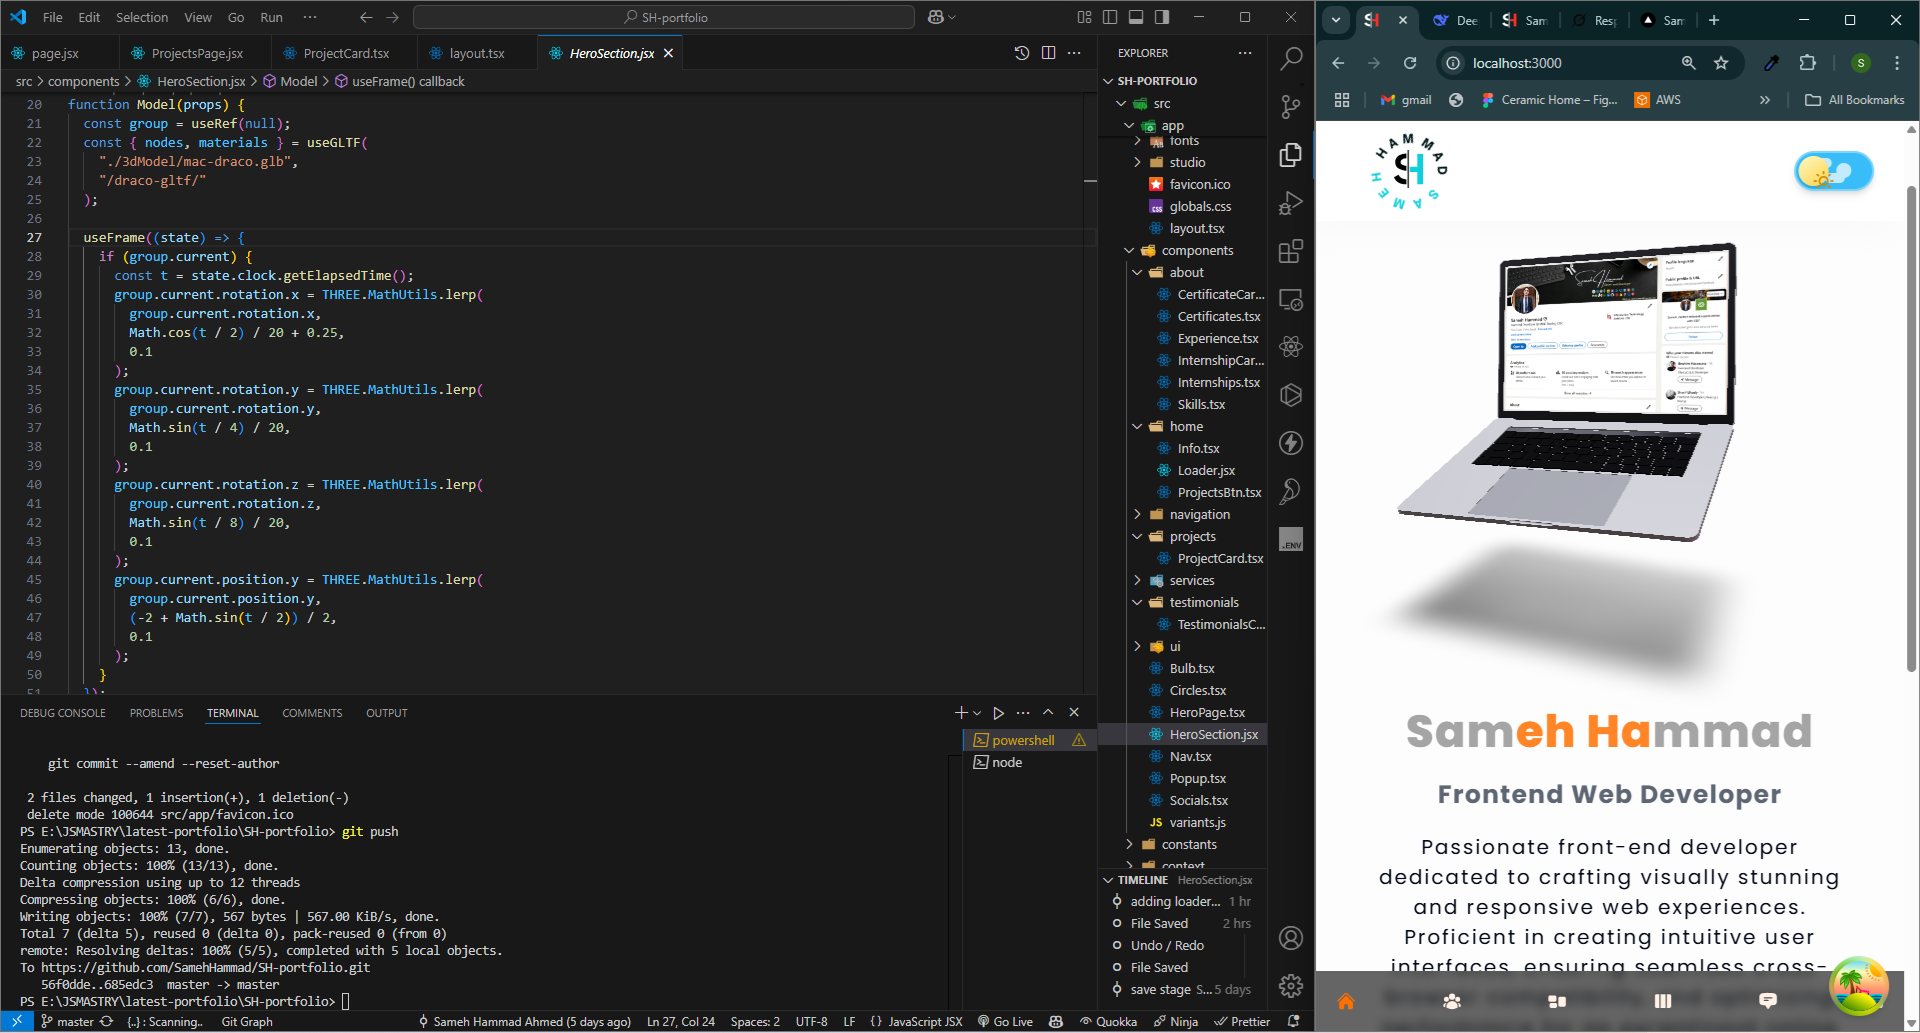 File Edit Selection View Go Run ··· SH-portfolio
page.jsx ProjectsPage.jsx ProjectCard.tsx layout.tsx HeroSection.jsx
src > components > HeroSection.jsx > Model > useFrame() callback
20 function Model(props) {
21 const group = useRef(null);
22 const { nodes, materials } = useGLTF(
23 "./3dModel/mac-draco.glb",
24 "/draco-gltf/"
25 );
26
27 useFrame((state) => {
28 if (group.current) {
29 const t = state.clock.getElapsedTime();
30 group.current.rotation.x = THREE.MathUtils.lerp(
31 group.current.rotation.x,
32 Math.cos(t / 2) / 20 + 0.25,
33 0.1
34 );
35 group.current.rotation.y = THREE.MathUtils.lerp(
36 group.current.rotation.y,
37 Math.sin(t / 4) / 20,
38 0.1
39 );
40 group.current.rotation.z = THREE.MathUtils.lerp(
41 group.current.rotation.z,
42 Math.sin(t / 8) / 20,
43 0.1
44 );
45 group.current.position.y = THREE.MathUtils.lerp(
46 group.current.position.y,
47 (-2 + Math.sin(t / 2)) / 2,
48 0.1
49 );
50 }
51 });
DEBUG CONSOLE PROBLEMS TERMINAL COMMENTS OUTPUT
powershell
node
git commit --amend --reset-author
2 files changed, 1 insertion(+), 1 deletion(-)
delete mode 100644 src/app/favicon.ico
PS E:\JSMASTRY\latest-portfolio\SH-portfolio> git push
Enumerating objects: 13, done.
Counting objects: 100% (13/13), done.
Delta compression using up to 12 threads
Compressing objects: 100% (6/6), done.
Writing objects: 100% (7/7), 567 bytes | 567.00 KiB/s, done.
Total 7 (delta 5), reused 0 (delta 0), pack-reused 0 (from 0)
remote: Resolving deltas: 100% (5/5), completed with 5 local objects.
To https://github.com/SamehHammad/SH-portfolio.git
56f0dde..685edc3 master -> master
PS E:\JSMASTRY\latest-portfolio\SH-portfolio>
EXPLORER ···
SH-PORTFOLIO
src
app
fonts
studio
favicon.ico
globals.css
layout.tsx
components
about
CertificateCar...
Certificates.tsx
Experience.tsx
InternshipCar...
Internships.tsx
Skills.tsx
home
Info.tsx
Loader.jsx
ProjectsBtn.tsx
navigation
projects
ProjectCard.tsx
services
testimonials
TestimonialsC...
ui
Bulb.tsx
Circles.tsx
HeroPage.tsx
HeroSection.jsx
Nav.tsx
Popup.tsx
Socials.tsx
JS variants.js
constants
context
TIMELINE HeroSection.jsx
adding loader... 1 hr
File Saved 2 hrs
Undo / Redo
File Saved
save stage S... 5 days
.ENV
master {..} : Scanning.. Git Graph Sameh Hammad Ahmed (5 days ago) Ln 27, Col 24 Spaces: 2 UTF-8 LF {} JavaScript JSX Go Live Quokka Ninja Prettier
SH Dee SH Sam Res Sam
localhost:3000 S
gmail Ceramic Home – Fig... AWS » All Bookmarks
HAMMAD SAMEH
SH
Sameh Hammad
Frontend Web Developer
Passionate front-end developer
dedicated to crafting visually stunning
and responsive web experiences.
Proficient in creating intuitive user
interfaces, ensuring seamless cross-